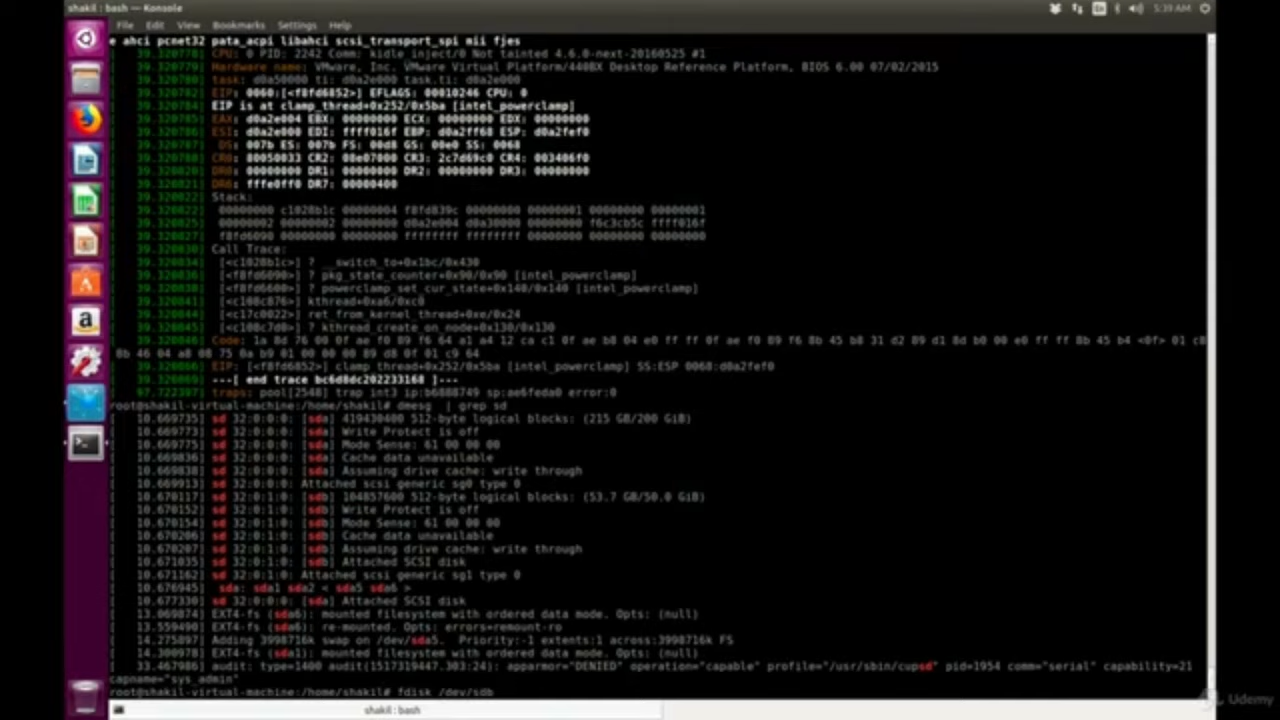 shakil : bash — Konsole
5:39 AM
File Edit View Bookmarks Settings Help
e ahci pcnet32 pata_acpi libahci scsi_transport_spi mii fjes
39.320778] CPU: 0 PID: 2242 Comm: kidle_inject/0 Not tainted 4.6.0-next-20160525 #1
39.320779] Hardware name: VMware, Inc. VMware Virtual Platform/440BX Desktop Reference Platform, BIOS 6.00 07/02/2015
task: d0a50000 ti: d0a2e000 task.ti: d0a2e000
39.320782] EIP: 0060:[<f8fd6852>] EFLAGS: 00010246 CPU: 0
39.320784] EIP is at clamp_thread+0x252/0x5ba [intel_powerclamp]
39.320785] EAX: d0a2e004 EBX: 00000000 ECX: 00000000 EDX: 00000000
39.320786] ESI: d0a2e000 EDI: ffff016f EBP: d0a2ff68 ESP: d0a2fef0
39.320787] DS: 007b ES: 007b FS: 00d8 GS: 00e0 SS: 0068
CR0: 80050033 CR2: 08e07000 CR3: 2c7d69c0 CR4: 003406f0
DR0: 00000000 DR1: 00000000 DR2: 00000000 DR3: 00000000
39.320821] DR6: fffe0ff0 DR7: 00000400
39.320822] Stack:
39.320822] 00000000 c1028b1c 00000004 f8fd839c 00000000 00000001 00000000 00000001
39.320825] 00000002 00000002 00000000 d0a2e004 d0a30000 00000000 f6c3cb5c ffff016f
39.320827] f8fd6090 00000000 00000000 ffffffff ffffffff 00000000 00000000 00000000
39.320830] Call Trace:
39.320834] [<c1028b1c>] ? __switch_to+0x1bc/0x430
39.320836] [<f8fd6090>] ? pkg_state_counter+0x90/0x90 [intel_powerclamp]
39.320838] [<f8fd6600>] ? powerclamp_set_cur_state+0x140/0x140 [intel_powerclamp]
39.320841] [<c108c876>] kthread+0xa6/0xc0
39.320844] [<c17c0022>] ret_from_kernel_thread+0xe/0x24
39.320845] [<c108c7d0>] ? kthread_create_on_node+0x130/0x130
39.320846] Code: 1a 8d 76 00 0f ae f0 89 f6 64 a1 a4 12 ca c1 0f ae b8 04 e0 ff ff 0f ae f0 89 f6 8b 45 b8 31 d2 89 d1 8d b0 00 e0 ff ff 8b 45 b4 <0f> 01 c8
8b 46 04 a8 08 75 0a b9 01 00 00 00 89 d8 0f 01 c9 64
39.320866] EIP: [<f8fd6852>] clamp_thread+0x252/0x5ba [intel_powerclamp] SS:ESP 0068:d0a2fef0
39.320869] ---[ end trace bc6d8dc202233168 ]---
67.722397] traps: pool[2548] trap int3 ip:b6888749 sp:ae6feda0 error:0
root@shakil-virtual-machine:/home/shakil# dmesg | grep sd
[ 10.669735] sd 32:0:0:0: [sda] 419430400 512-byte logical blocks: (215 GB/200 GiB)
[ 10.669773] sd 32:0:0:0: [sda] Write Protect is off
[ 10.669775] sd 32:0:0:0: [sda] Mode Sense: 61 00 00 00
[ 10.669836] sd 32:0:0:0: [sda] Cache data unavailable
[ 10.669838] sd 32:0:0:0: [sda] Assuming drive cache: write through
[ 10.669913] sd 32:0:0:0: Attached scsi generic sg0 type 0
[ 10.670117] sd 32:0:1:0: [sdb] 104857600 512-byte logical blocks: (53.7 GB/50.0 GiB)
[ 10.670152] sd 32:0:1:0: [sdb] Write Protect is off
[ 10.670154] sd 32:0:1:0: [sdb] Mode Sense: 61 00 00 00
[ 10.670206] sd 32:0:1:0: [sdb] Cache data unavailable
[ 10.670207] sd 32:0:1:0: [sdb] Assuming drive cache: write through
[ 10.671035] sd 32:0:1:0: [sdb] Attached SCSI disk
[ 10.671162] sd 32:0:1:0: Attached scsi generic sg1 type 0
[ 10.676945] sda: sda1 sda2 < sda5 sda6 >
[ 10.677330] sd 32:0:0:0: [sda] Attached SCSI disk
[ 13.069874] EXT4-fs (sda6): mounted filesystem with ordered data mode. Opts: (null)
[ 13.559490] EXT4-fs (sda6): re-mounted. Opts: errors=remount-ro
[ 14.275897] Adding 3998716k swap on /dev/sda5. Priority:-1 extents:1 across:3998716k FS
[ 14.300978] EXT4-fs (sda1): mounted filesystem with ordered data mode. Opts: (null)
[ 33.467986] audit: type=1400 audit(1517319447.303:24): apparmor="DENIED" operation="capable" profile="/usr/sbin/cupsd" pid=1954 comm="serial" capability=21
capname="sys_admin"
root@shakil-virtual-machine:/home/shakil# fdisk /dev/sdb
shakil : bash
Udemy